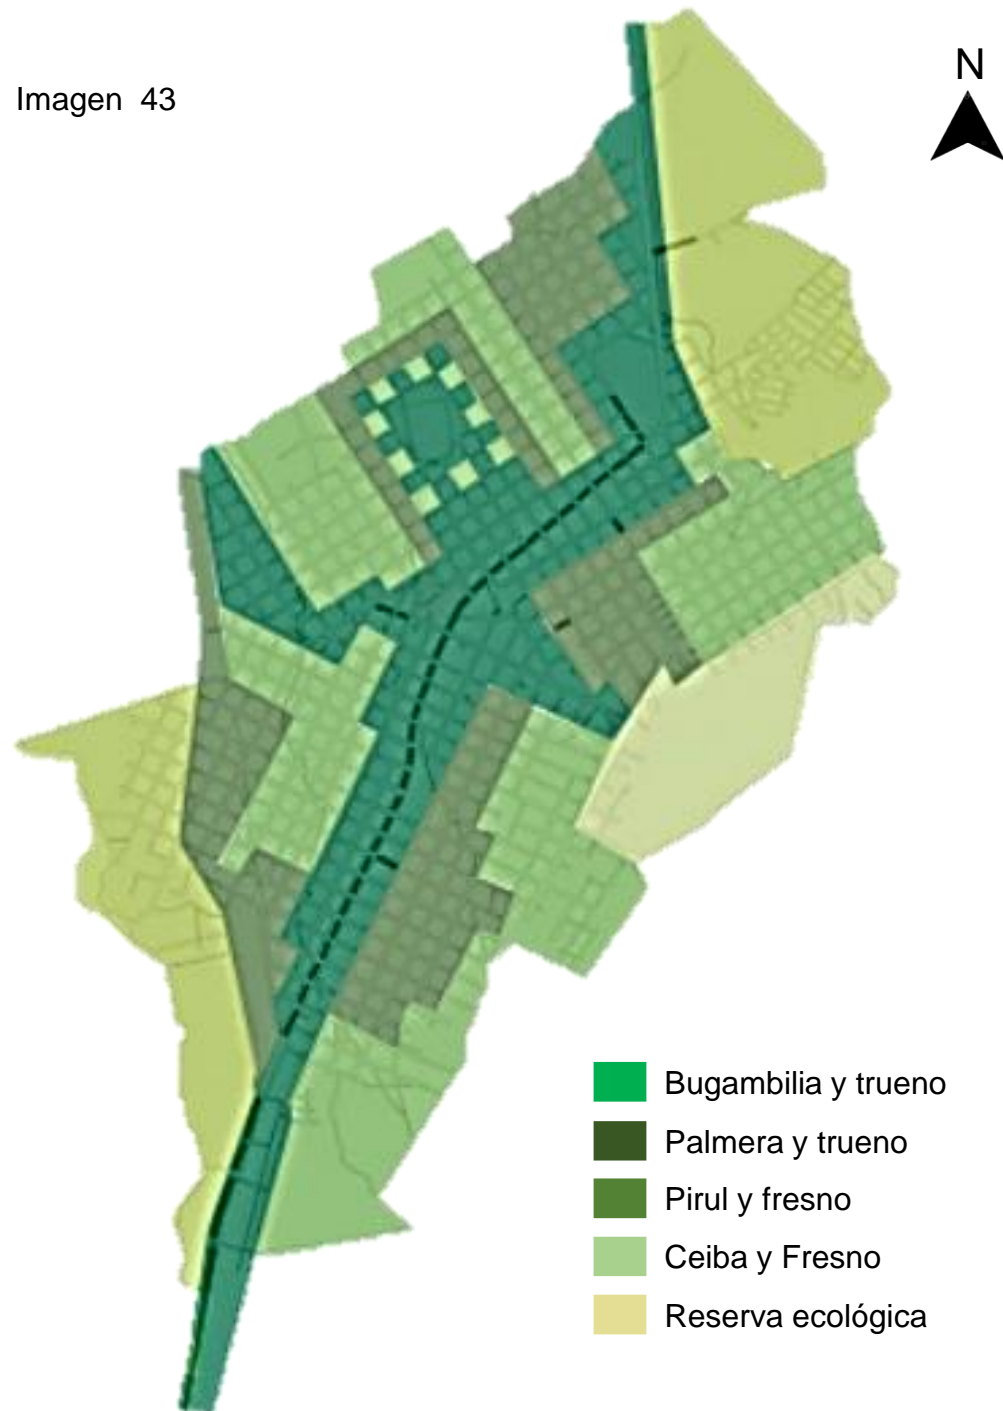 N
Imagen 43
Bugambilia y trueno
Palmera y trueno
Pirul y fresno
Ceiba y Fresno
Reserva ecológica